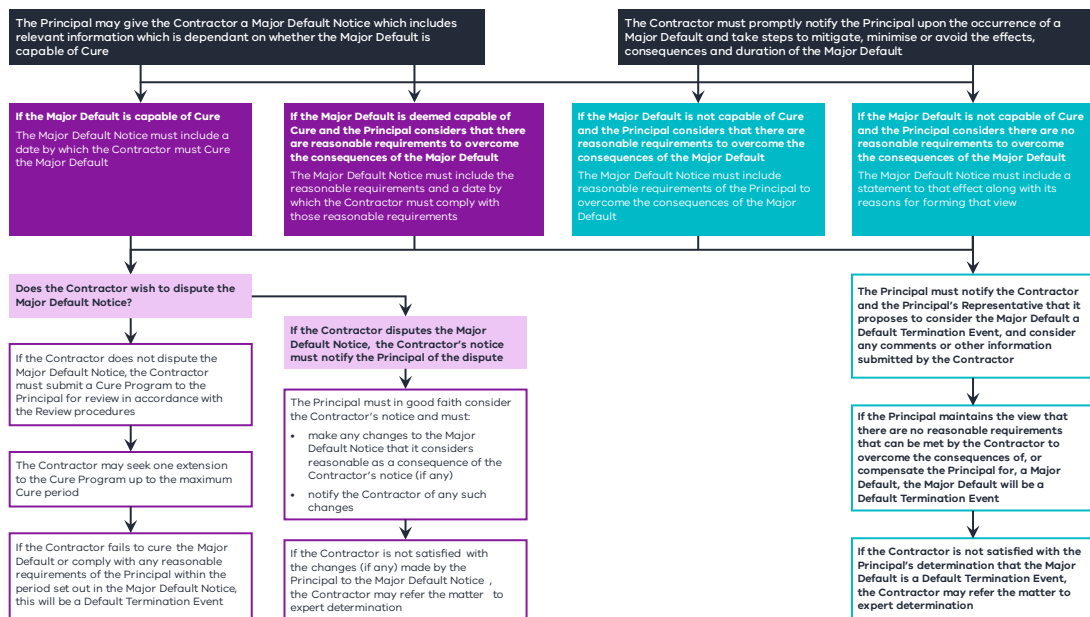 The Principal may give the Contractor a Major Default Notice which includes
relevant information which is dependant on whether the Major Default is
capable of Cure
The Contractor must promptly notify the Principal upon the occurrence of a
Major Default and take steps to mitigate, minimise or avoid the effects,
consequences and duration of the Major Default
If the Major Default is capable of Cure
The Major Default Notice must include a
date by which the Contractor must Cure
the Major Default
If the Major Default is deemed capable of
Cure and the Principal considers that there
are reasonable requirements to overcome
the consequences of the Major Default
The Major Default Notice must include the
reasonable requirements and a date by
which the Contractor must comply with
those reasonable requirements
If the Major Default is not capable of Cure
and the Principal considers that there are
reasonable requirements to overcome the
consequences of the Major Default
The Major Default Notice must include
reasonable requirements of the Principal to
overcome the consequences of the Major
Default
If the Major Default is not capable of Cure
and the Principal considers there are no
reasonable requirements to overcome
the consequences of the Major Default
The Major Default Notice must include a
statement to that effect along with its
reasons for forming that view
Does the Contractor wish to dispute the
Major Default Notice?
If the Contractor does not dispute the
Major Default Notice, the Contractor
must submit a Cure Program to the
Principal for review in accordance with
the Review procedures
The Contractor may seek one extension
to the Cure Program up to the maximum
Cure period
If the Contractor fails to cure the Major
Default or comply with any reasonable
requirements of the Principal within the
period set out in the Major Default Notice,
this will be a Default Termination Event
If the Contractor disputes the Major
Default Notice, the Contractor's notice
must notify the Principal of the dispute
The Principal must in good faith consider
the Contractor's notice and must:
• make any changes to the Major
Default Notice that it considers
reasonable as a consequence of the
Contractor's notice (if any)
• notify the Contractor of any such
changes
If the Contractor is not satisfied with
the changes (if any) made by the
Principal to the Major Default Notice ,
the Contractor may refer the matter to
expert determination
The Principal must notify the Contractor
and the Principal's Representative that it
proposes to consider the Major Default a
Default Termination Event, and consider
any comments or other information
submitted by the Contractor
If the Principal maintains the view that
there are no reasonable requirements
that can be met by the Contractor to
overcome the consequences of, or
compensate the Principal for, a Major
Default, the Major Default will be a
Default Termination Event
If the Contractor is not satisfied with the
Principal's determination that the Major
Default is a Default Termination Event,
the Contractor may refer the matter to
expert determination